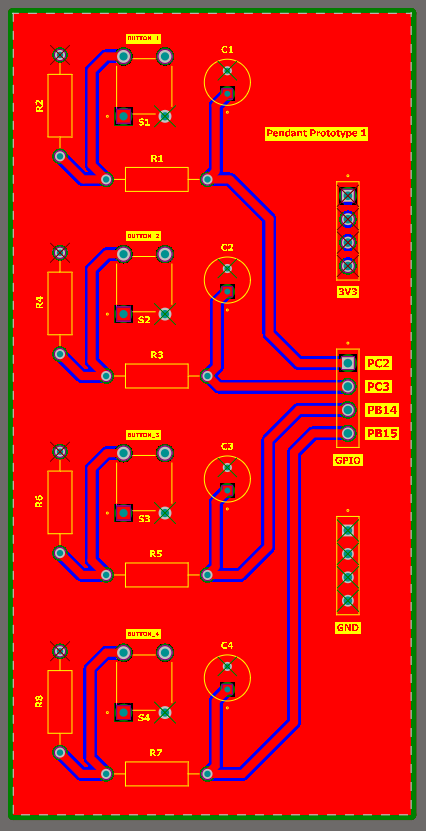 BUTTON_1
C1
R2
S1
Pendant Prototype 1
R1
BUTTON_2
C2
R4
S2
3V3
R3
PC2
PC3
PB14
PB15
BUTTON_3
C3
GPIO
R6
S3
R5
GND
BUTTON_4
C4
R8
S4
R7